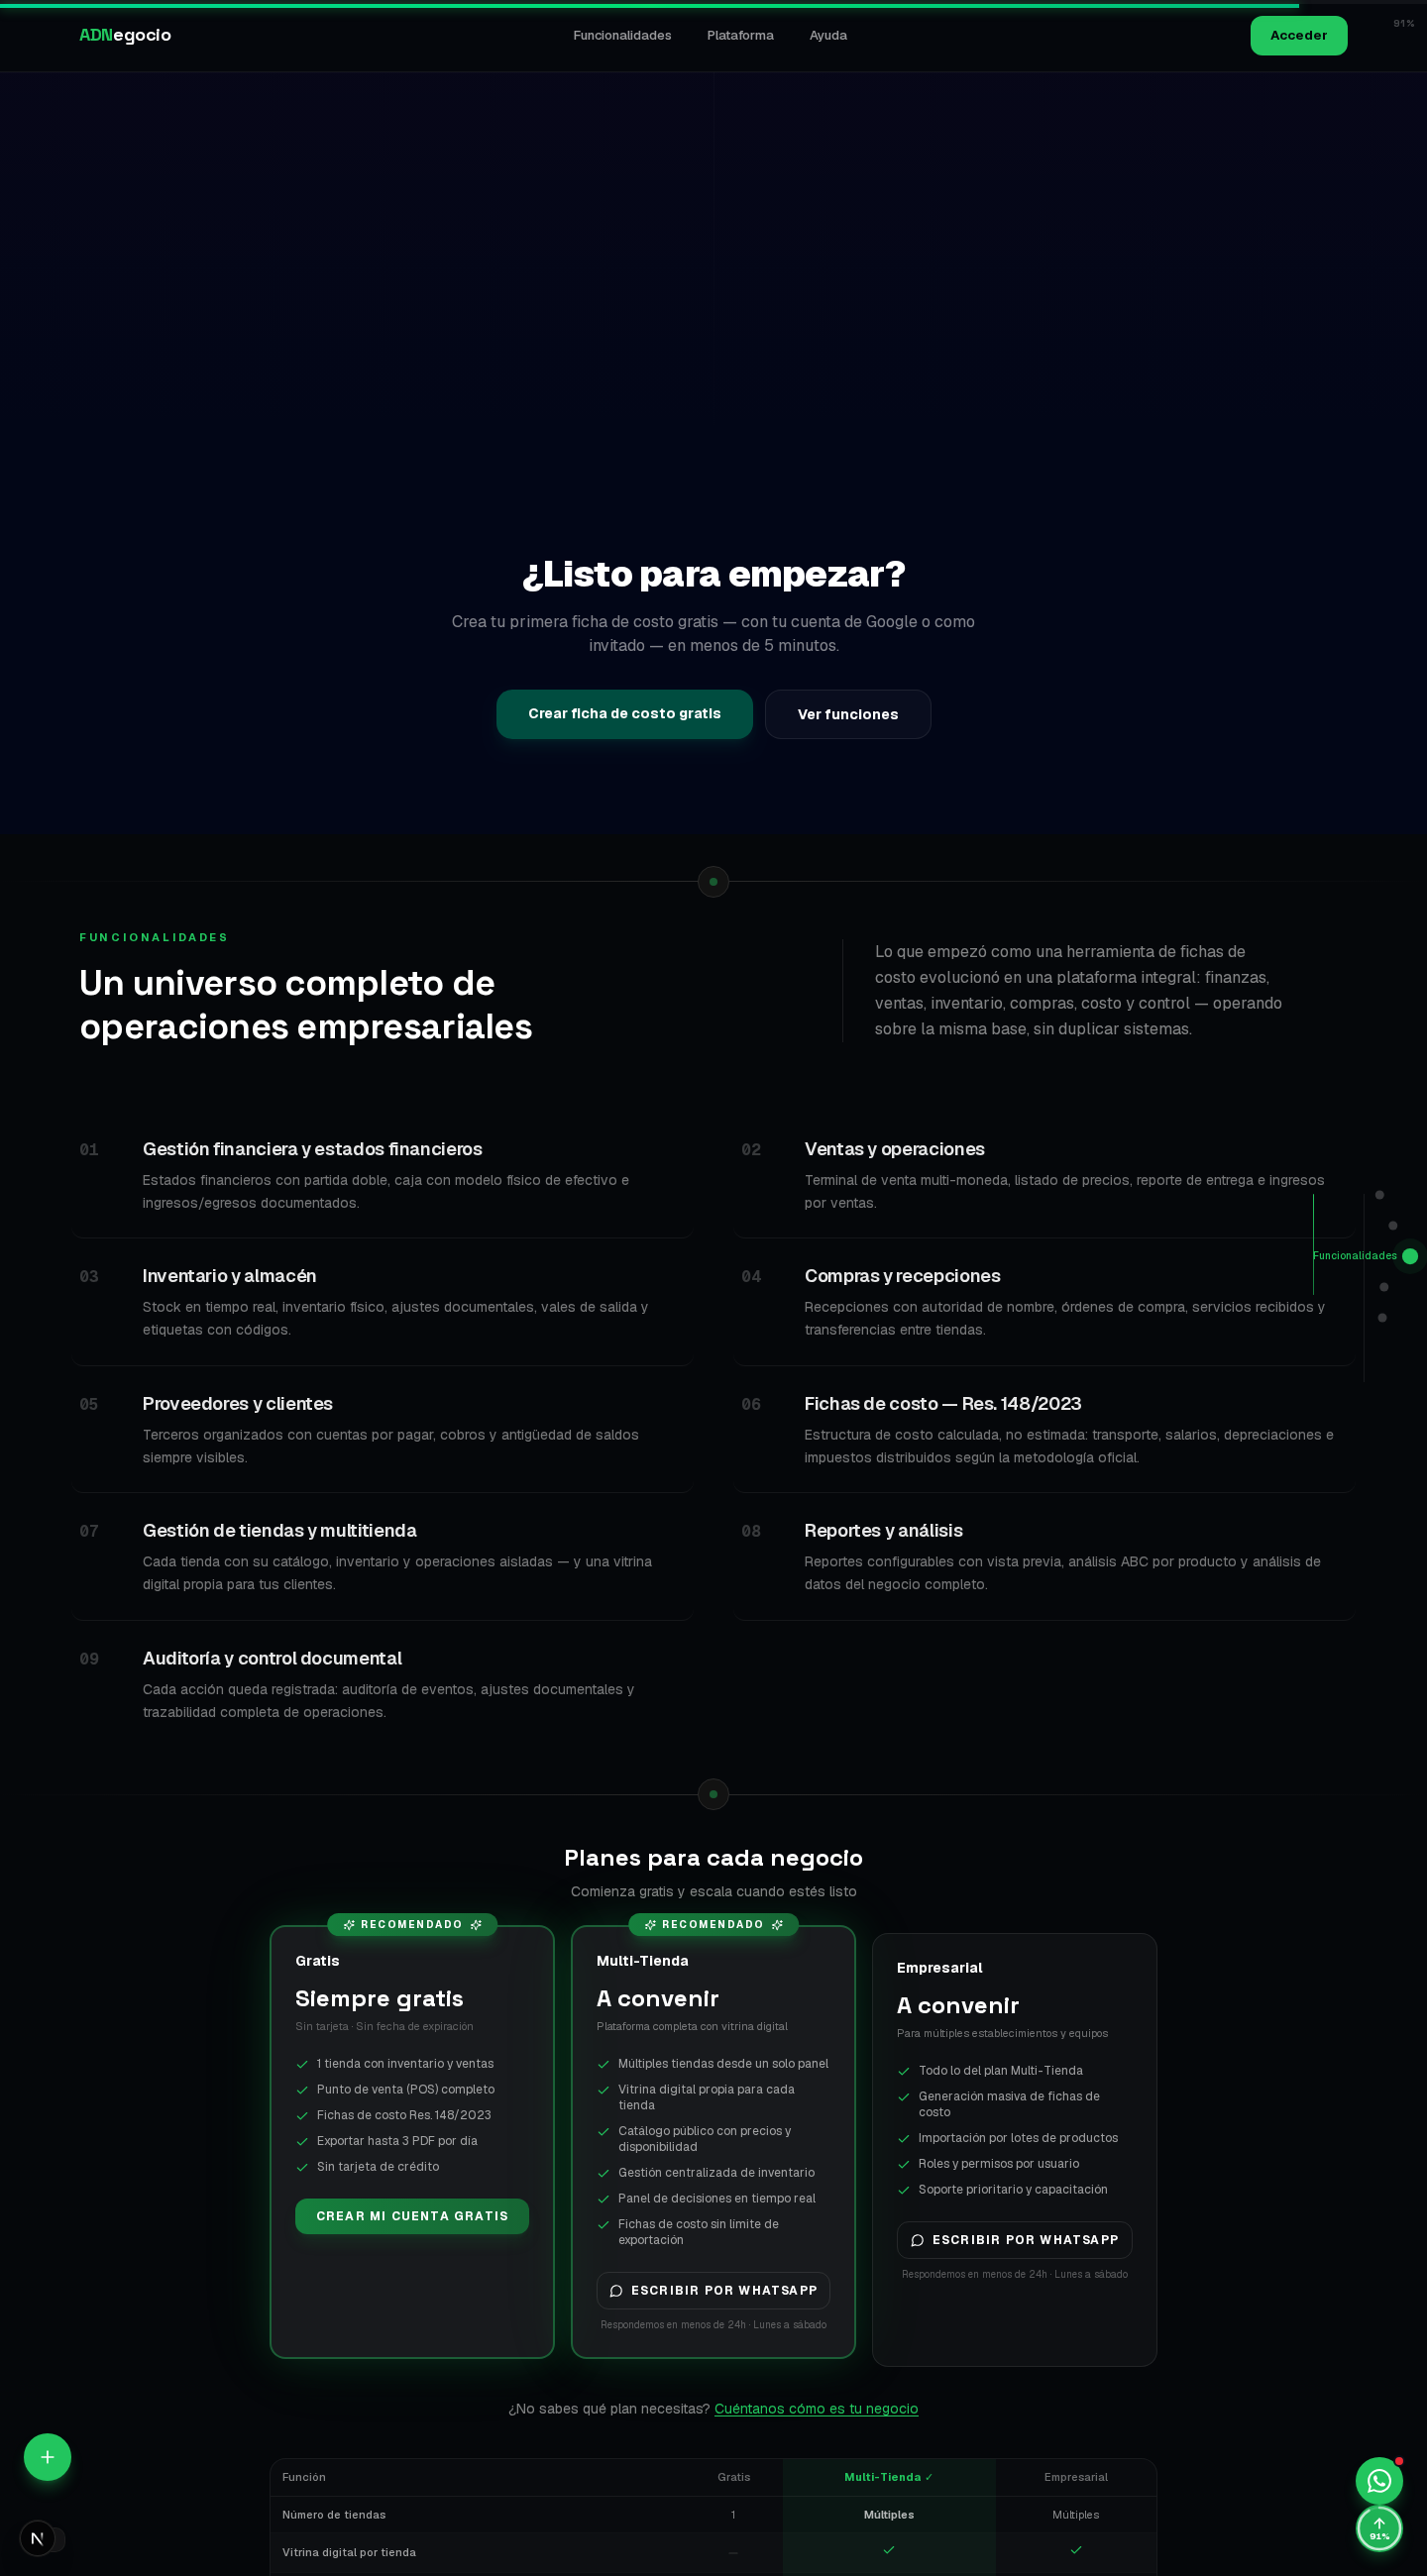 ADNegocio
Funcionalidades
Plataforma
Ayuda
Acceder
91%
¿Listo para empezar?
Crea tu primera ficha de costo gratis — con tu cuenta de Google o como
invitado — en menos de 5 minutos.
Crear ficha de costo gratis
Ver funciones
FUNCIONALIDADES
Un universo completo de
operaciones empresariales
Lo que empezó como una herramienta de fichas de
costo evolucionó en una plataforma integral: finanzas,
ventas, inventario, compras, costo y control — operando
sobre la misma base, sin duplicar sistemas.
01
Gestión financiera y estados financieros
Estados financieros con partida doble, caja con modelo físico de efectivo e
ingresos/egresos documentados.
02
Ventas y operaciones
Terminal de venta multi-moneda, listado de precios, reporte de entrega e ingresos
por ventas.
Funcionalidades
03
Inventario y almacén
Stock en tiempo real, inventario físico, ajustes documentales, vales de salida y
etiquetas con códigos.
04
Compras y recepciones
Recepciones con autoridad de nombre, órdenes de compra, servicios recibidos y
transferencias entre tiendas.
05
Proveedores y clientes
Terceros organizados con cuentas por pagar, cobros y antigüedad de saldos
siempre visibles.
06
Fichas de costo — Res. 148/2023
Estructura de costo calculada, no estimada: transporte, salarios, depreciaciones e
impuestos distribuidos según la metodología oficial.
07
Gestión de tiendas y multitienda
Cada tienda con su catálogo, inventario y operaciones aisladas — y una vitrina
digital propia para tus clientes.
08
Reportes y análisis
Reportes configurables con vista previa, análisis ABC por producto y análisis de
datos del negocio completo.
09
Auditoría y control documental
Cada acción queda registrada: auditoría de eventos, ajustes documentales y
trazabilidad completa de operaciones.
Planes para cada negocio
Comienza gratis y escala cuando estés listo
RECOMENDADO
Gratis
Siempre gratis
Sin tarjeta · Sin fecha de expiración
1 tienda con inventario y ventas
Punto de venta (POS) completo
Fichas de costo Res. 148/2023
Exportar hasta 3 PDF por día
Sin tarjeta de crédito
CREAR MI CUENTA GRATIS
RECOMENDADO
Multi-Tienda
A convenir
Plataforma completa con vitrina digital
Múltiples tiendas desde un solo panel
Vitrina digital propia para cada
tienda
Catálogo público con precios y
disponibilidad
Gestión centralizada de inventario
Panel de decisiones en tiempo real
Fichas de costo sin límite de
exportación
ESCRIBIR POR WHATSAPP
Respondemos en menos de 24h · Lunes a sábado
Empresarial
A convenir
Para múltiples establecimientos y equipos
Todo lo del plan Multi-Tienda
Generación masiva de fichas de
costo
Importación por lotes de productos
Roles y permisos por usuario
Soporte prioritario y capacitación
ESCRIBIR POR WHATSAPP
Respondemos en menos de 24h · Lunes a sábado
¿No sabes qué plan necesitas? Cuéntanos cómo es tu negocio
Función Gratis Multi-Tienda ✓ Empresarial
Número de tiendas 1 Múltiples Múltiples
Vitrina digital por tienda — ✓ ✓
N
91%